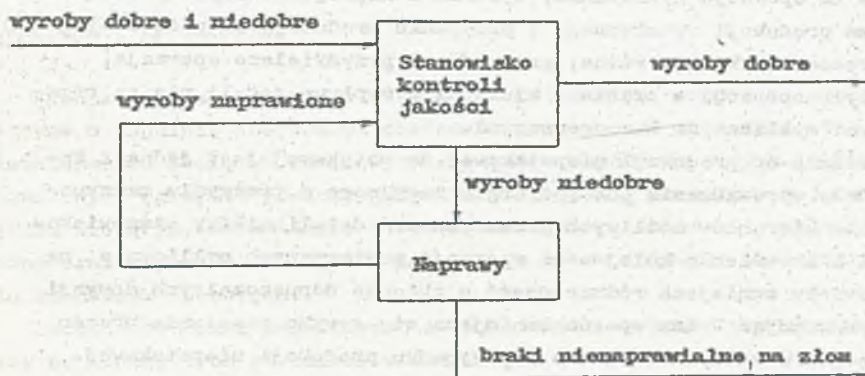 wyroby dobre i niedobre
Stanowisko
kontroli
jakości
wyroby dobre
wyroby naprawione
wyroby niedobre
Naprawy
braki nienaprawialne, na złom